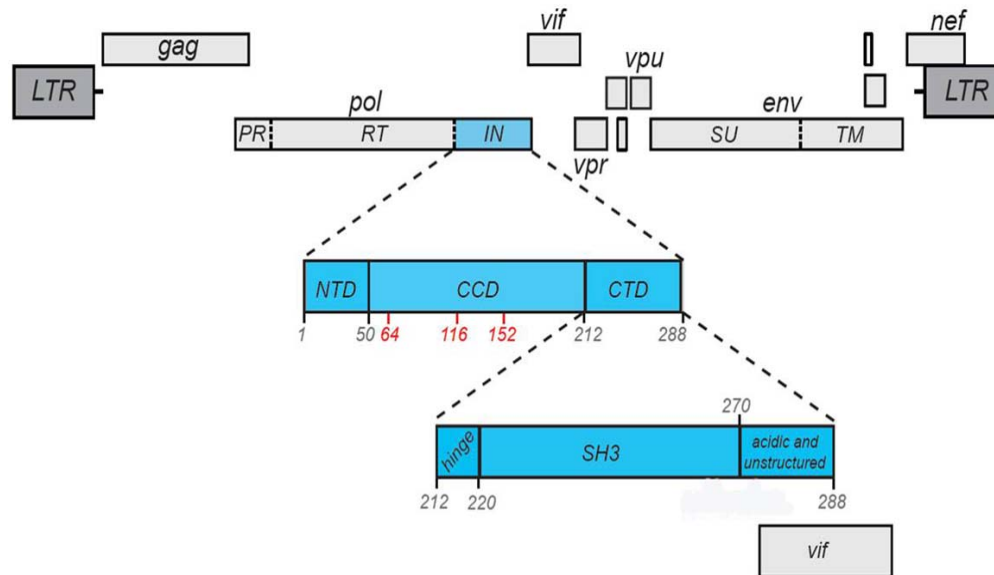 vif
nef
gag
vpu
LTR
pol
env
LTR
PR
RT
IN
SU
TM
vpr
NTD
CCD
CTD
1
50
64
116
152
212
288
270
hinge
SH3
acidic and
unstructured
212
220
288
vif